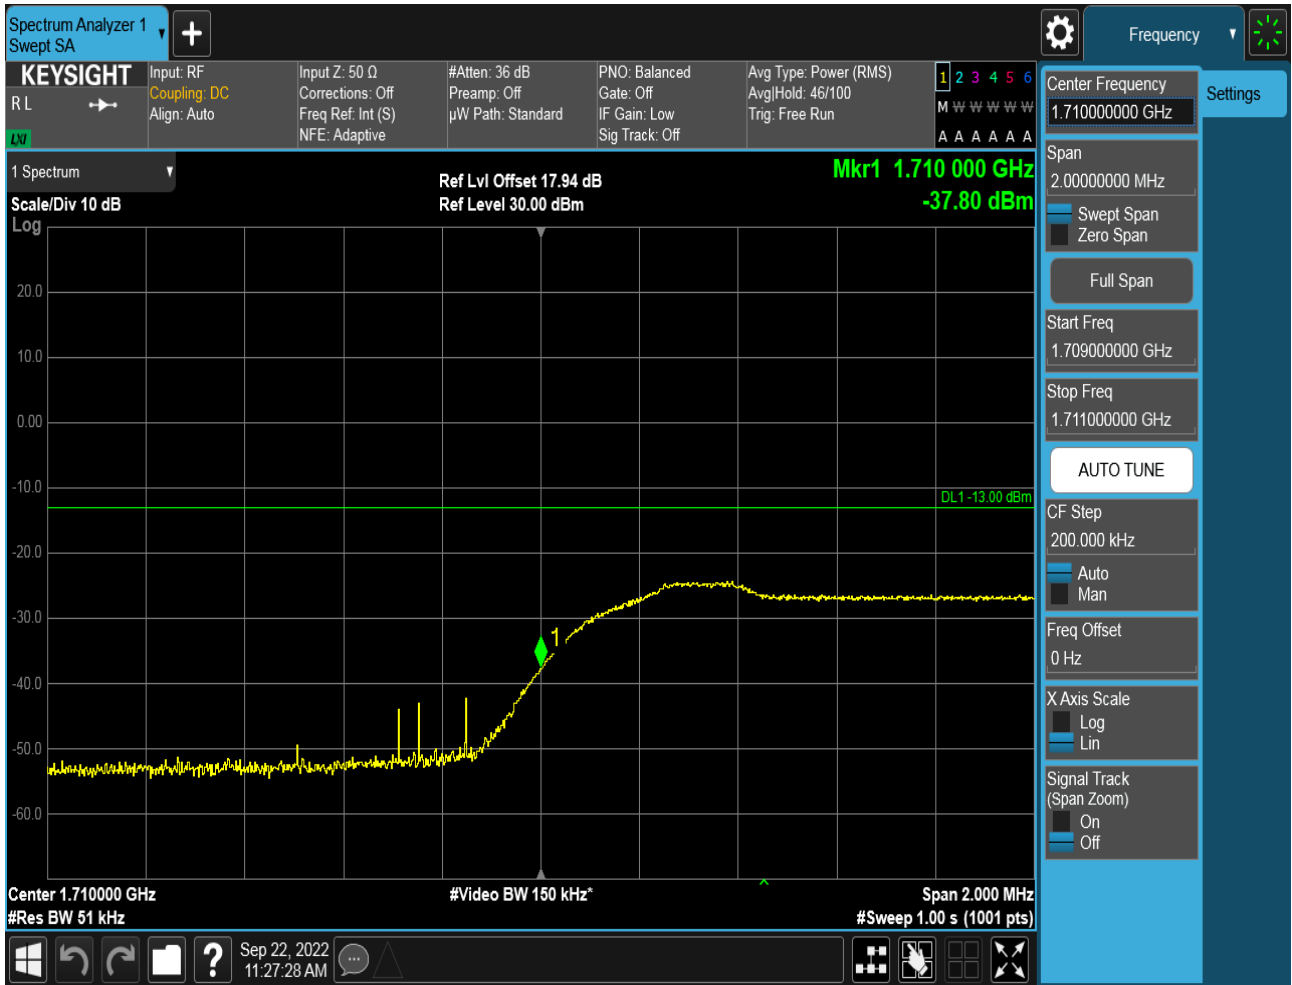 Spectrum Analyzer 1
Swept SA
Frequency
KEYSIGHT
R L
LXI
Input: RF
Coupling: DC
Align: Auto
Input Z: 50 Ω
Corrections: Off
Freq Ref: Int (S)
NFE: Adaptive
#Atten: 36 dB
Preamp: Off
µW Path: Standard
PNO: Balanced
Gate: Off
IF Gain: Low
Sig Track: Off
Avg Type: Power (RMS)
Avg|Hold: 46/100
Trig: Free Run
1 2 3 4 5 6
M W W W W W
A A A A A A
1 Spectrum
Scale/Div 10 dB
Log
Ref Lvl Offset 17.94 dB
Ref Level 30.00 dBm
Mkr1 1.710 000 GHz
-37.80 dBm
20.0
10.0
0.00
-10.0
DL1 -13.00 dBm
-20.0
-30.0
1
-40.0
-50.0
-60.0
Center 1.710000 GHz
#Res BW 51 kHz
#Video BW 150 kHz*
Span 2.000 MHz
#Sweep 1.00 s (1001 pts)
?
Sep 22, 2022
11:27:28 AM
Center Frequency
1.710000000 GHz
Settings
Span
2.00000000 MHz
Swept Span
Zero Span
Full Span
Start Freq
1.709000000 GHz
Stop Freq
1.711000000 GHz
AUTO TUNE
CF Step
200.000 kHz
Auto
Man
Freq Offset
0 Hz
X Axis Scale
Log
Lin
Signal Track
(Span Zoom)
On
Off